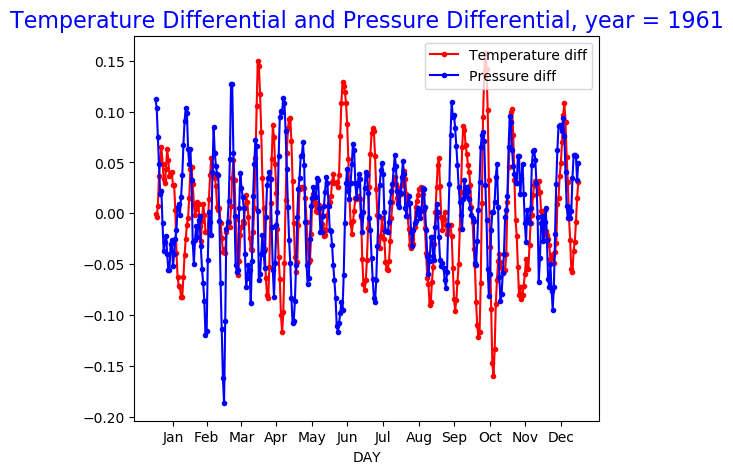 Temperature Differential and Pressure Differential, year = 1961
Temperature diff
Pressure diff
0.15
0.10
0.05
0.00
−0.05
−0.10
−0.15
−0.20
Jan Feb Mar Apr May Jun Jul Aug Sep Oct Nov Dec
DAY